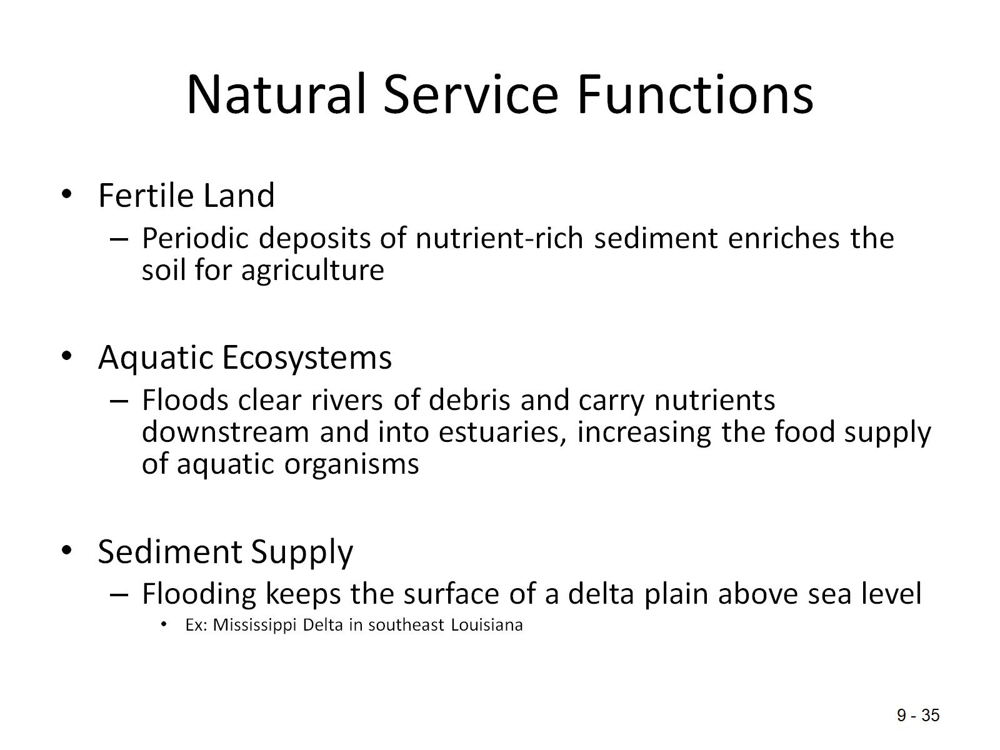 Natural Service Functions
• Fertile Land
– Periodic deposits of nutrient-rich sediment enriches the
soil for agriculture
• Aquatic Ecosystems
– Floods clear rivers of debris and carry nutrients
downstream and into estuaries, increasing the food supply
of aquatic organisms
• Sediment Supply
– Flooding keeps the surface of a delta plain above sea level
• Ex: Mississippi Delta in southeast Louisiana
9 - 35